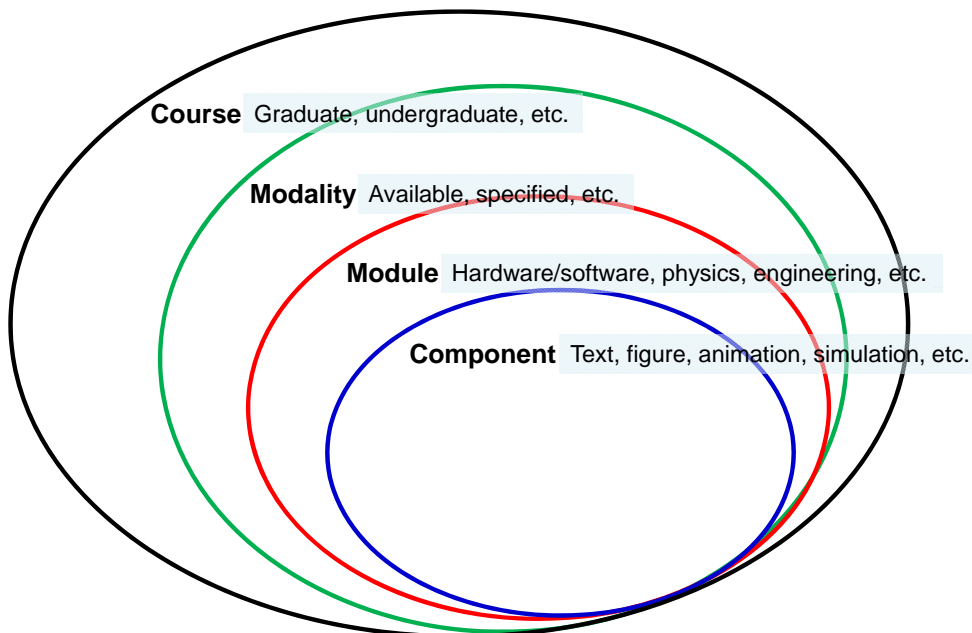 Course Graduate, undergraduate, etc.
Modality Available, specified, etc.
Module Hardware/software, physics, engineering, etc.
Component Text, figure, animation, simulation, etc.